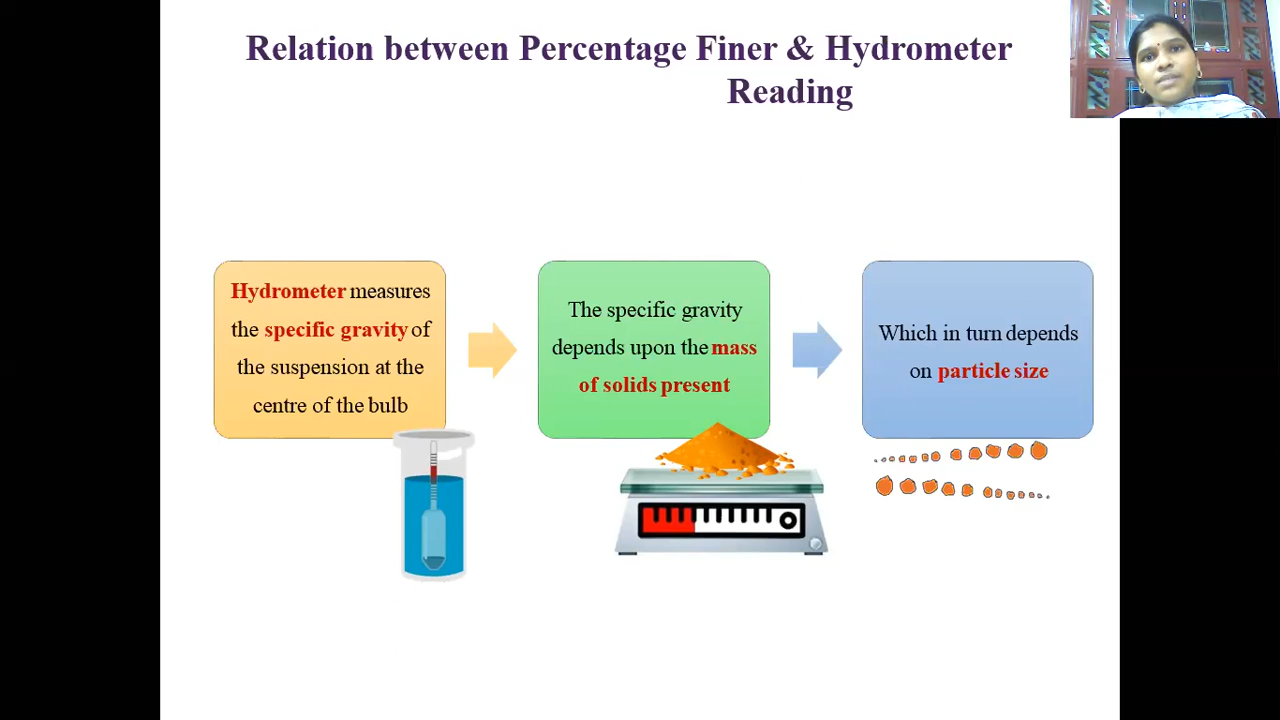 Relation between Percentage Finer & Hydrometer
Reading
Hydrometer measures
the specific gravity of
the suspension at the
centre of the bulb
The specific gravity
depends upon the mass
of solids present
Which in turn depends
on particle size